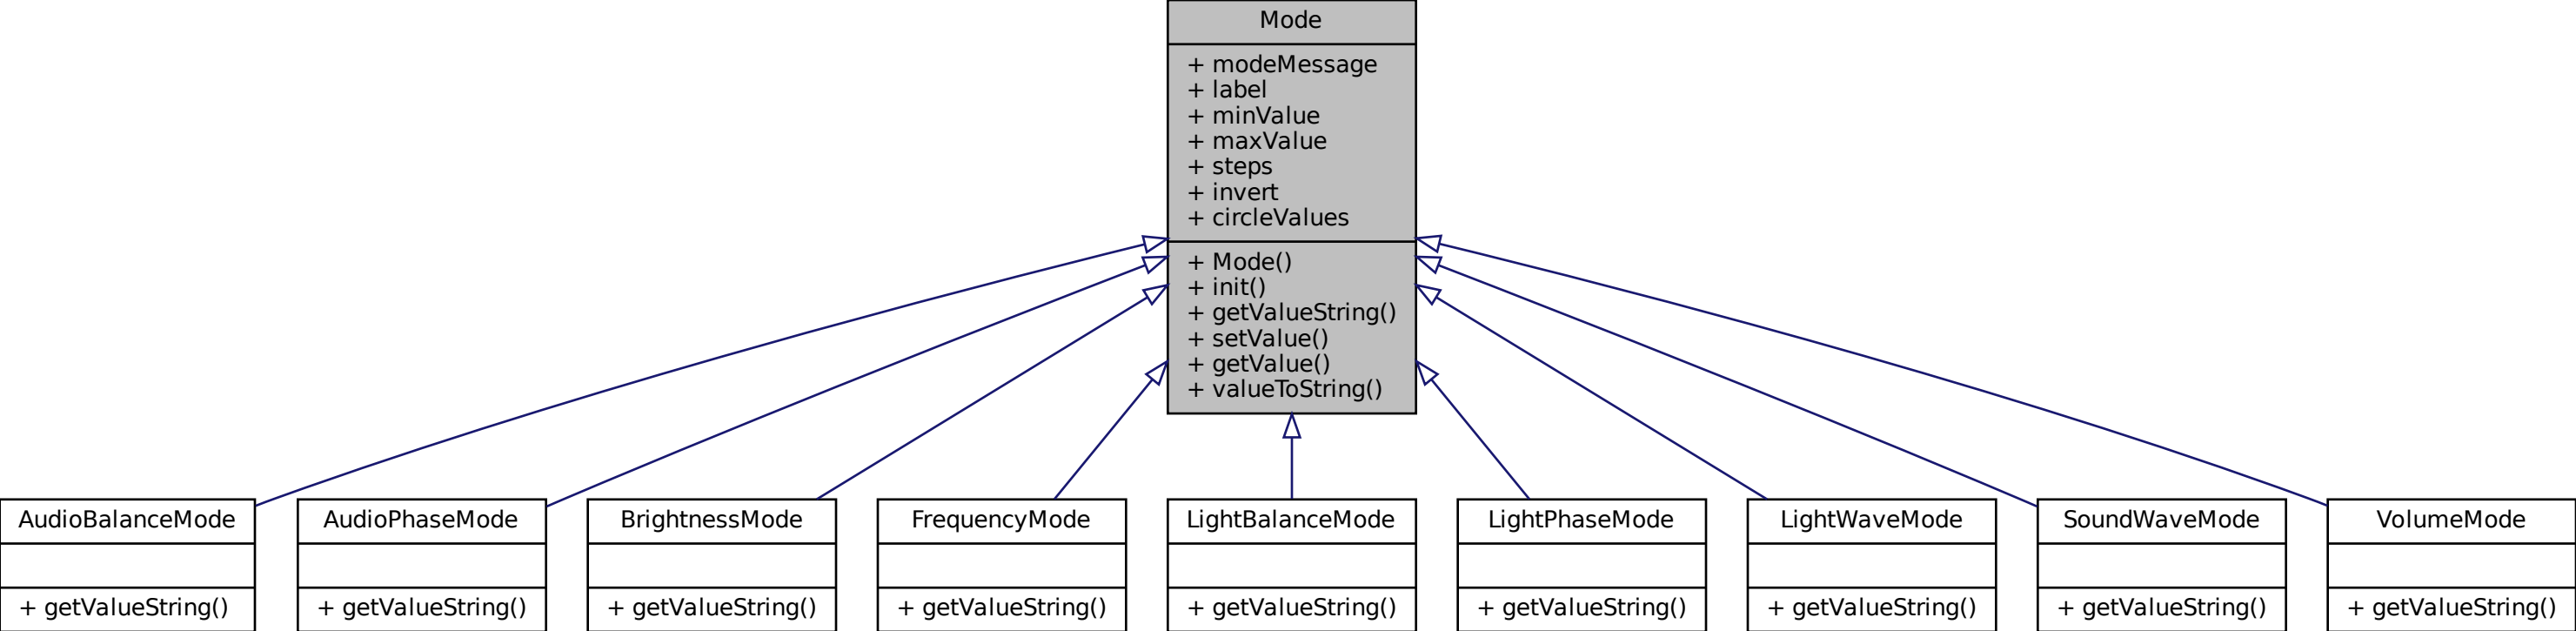 Mode
+ modeMessage
+ label
+ minValue
+ maxValue
+ steps
+ invert
+ circleValues
+ Mode()
+ init()
+ getValueString()
+ setValue()
+ getValue()
+ valueToString()
AudioBalanceMode
+ getValueString()
AudioPhaseMode
+ getValueString()
BrightnessMode
+ getValueString()
FrequencyMode
+ getValueString()
LightBalanceMode
+ getValueString()
LightPhaseMode
+ getValueString()
LightWaveMode
+ getValueString()
SoundWaveMode
+ getValueString()
VolumeMode
+ getValueString()